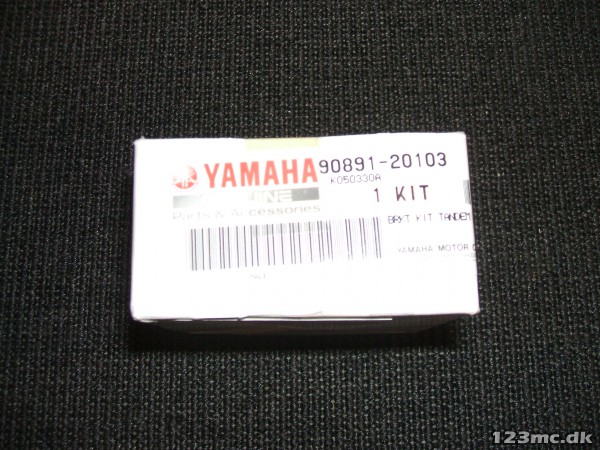 YAMAHA 90891-20103
K050330A
1 KIT
Parts & Accessories
BRYT KIT TANDEM
YAMAHA MOTOR
123mc.dk